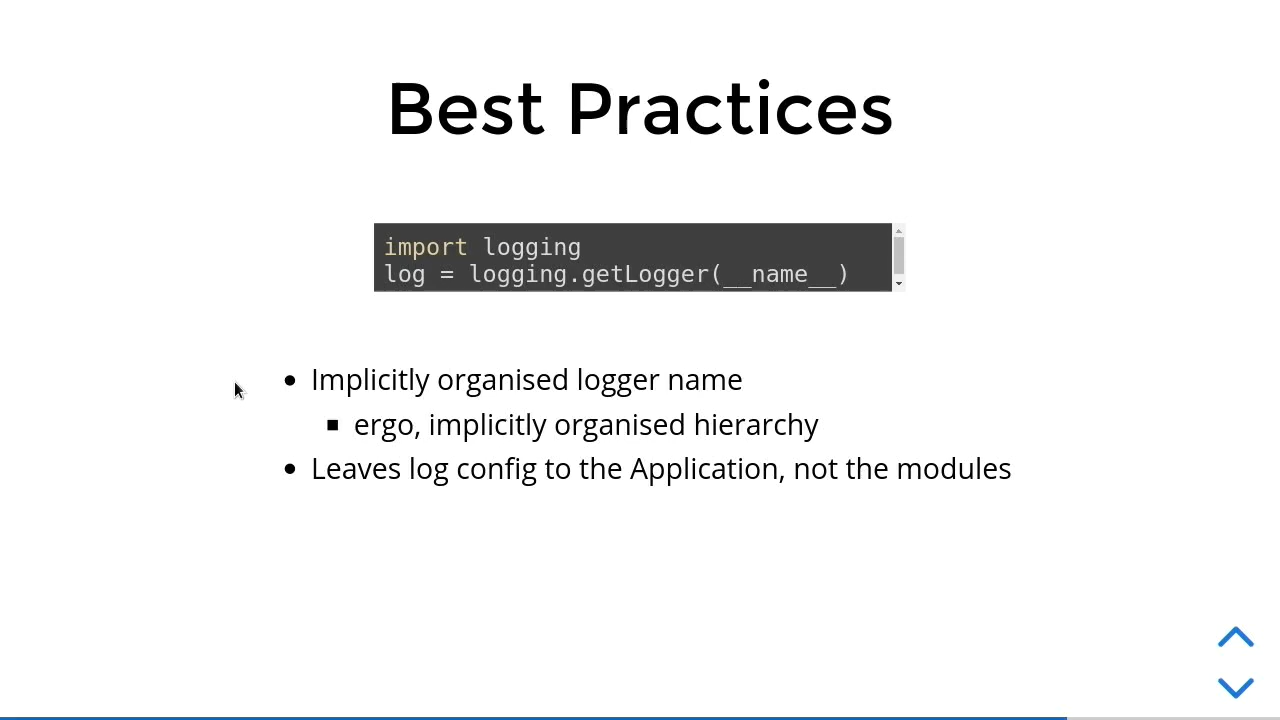 Best Practices
import logging
log = logging.getLogger(__name__)
Implicitly organised logger name
ergo, implicitly organised hierarchy
Leaves log config to the Application, not the modules